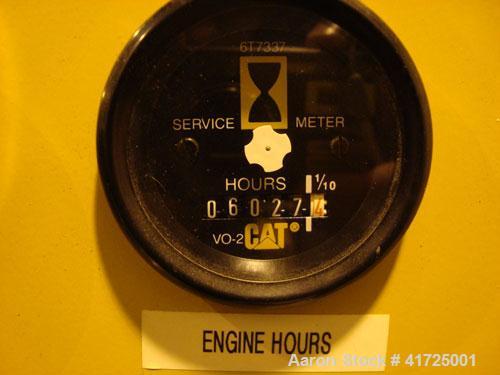 6T7337
SERVICE METER
HOURS 1/10
0 6 0 2 7 4
VO-2 CAT®
ENGINE HOURS
Aaron Stock # 41725001